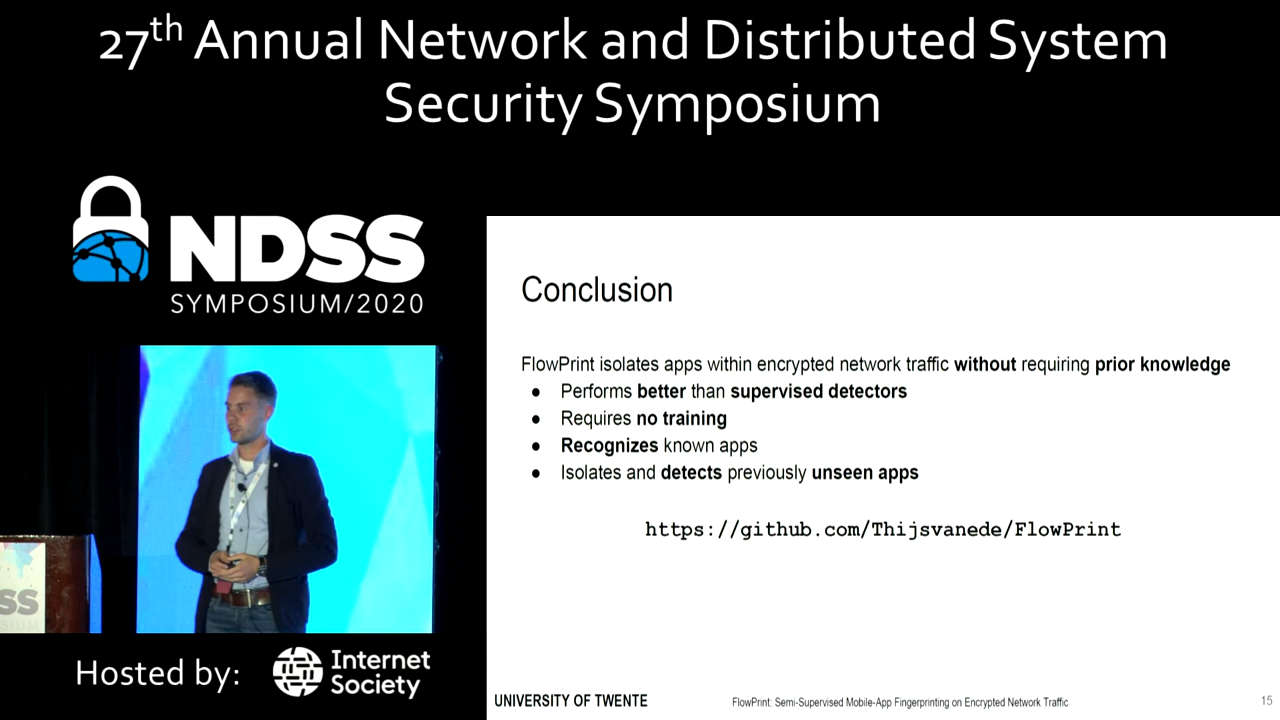 27th Annual Network and Distributed System
Security Symposium
NDSS
SYMPOSIUM/2020
Conclusion
FlowPrint isolates apps within encrypted network traffic without requiring prior knowledge
● Performs better than supervised detectors
● Requires no training
● Recognizes known apps
● Isolates and detects previously unseen apps
https://github.com/Thijsvanede/FlowPrint
SS
SIUM
Hosted by:
Internet
Society
UNIVERSITY OF TWENTE
FlowPrint: Semi-Supervised Mobile-App Fingerprinting on Encrypted Network Traffic
15